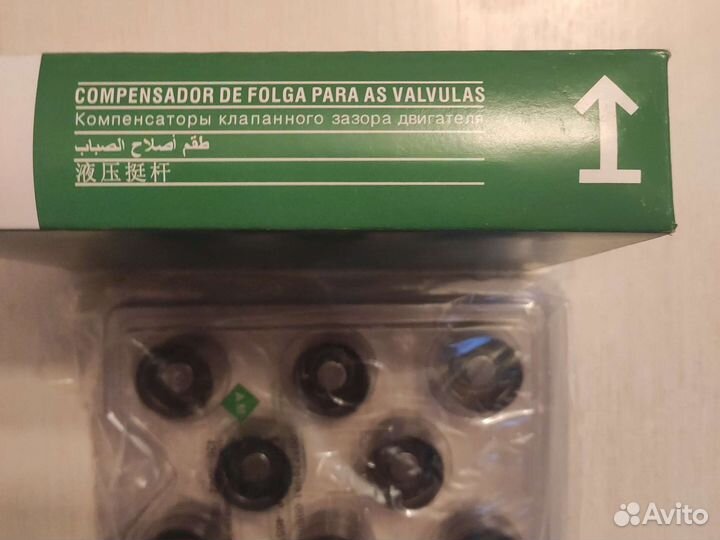 COMPENSADOR DE FOLGA PARA AS VALVULAS
Компенсаторы клапанного зазора двигателя
طقم أصلاح الصباب
液压挺杆
Avito